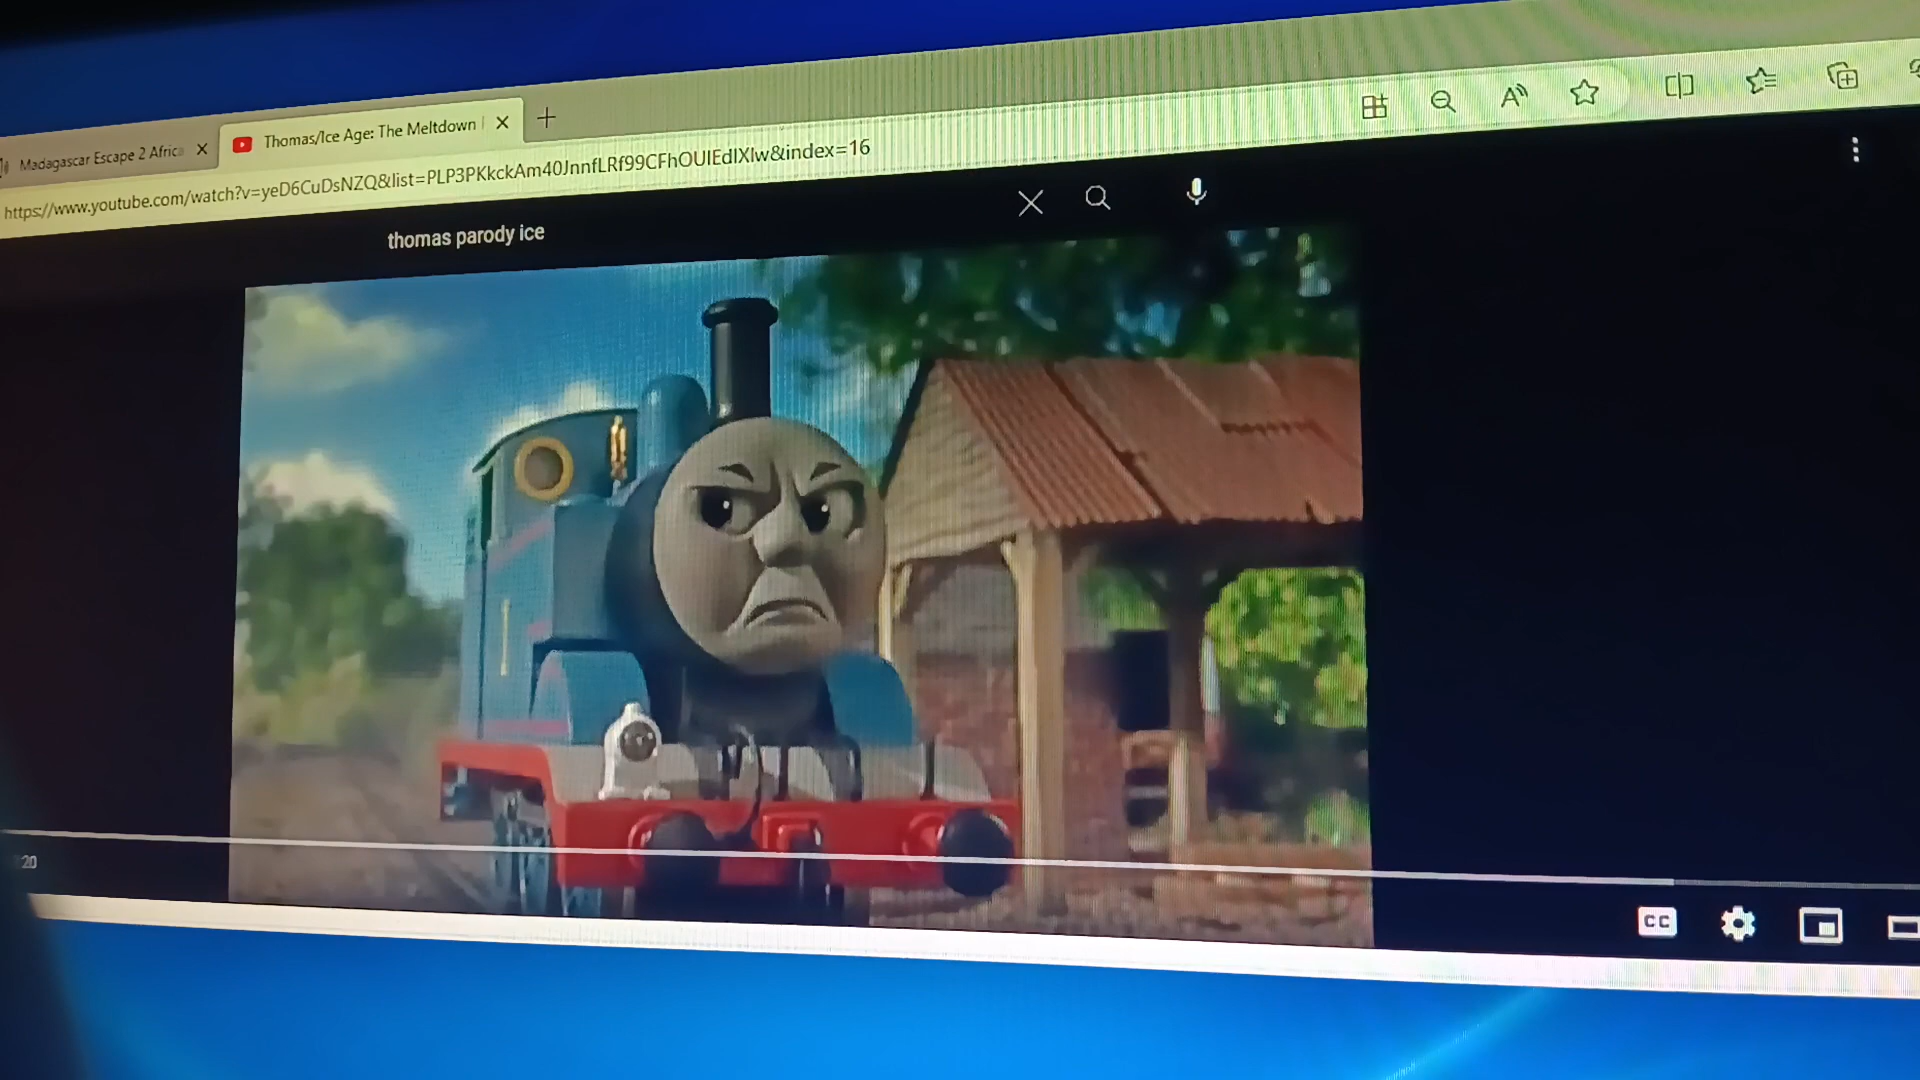 Madagascar Escape 2 Africa
Thomas/Ice Age: The Meltdown
https://www.youtube.com/watch?v=yeD6CuDsNZQ&list=PLP3PKkckAm40JnnfLRf99CFhOUIEdIXlw&index=16
thomas parody ice
20
CC